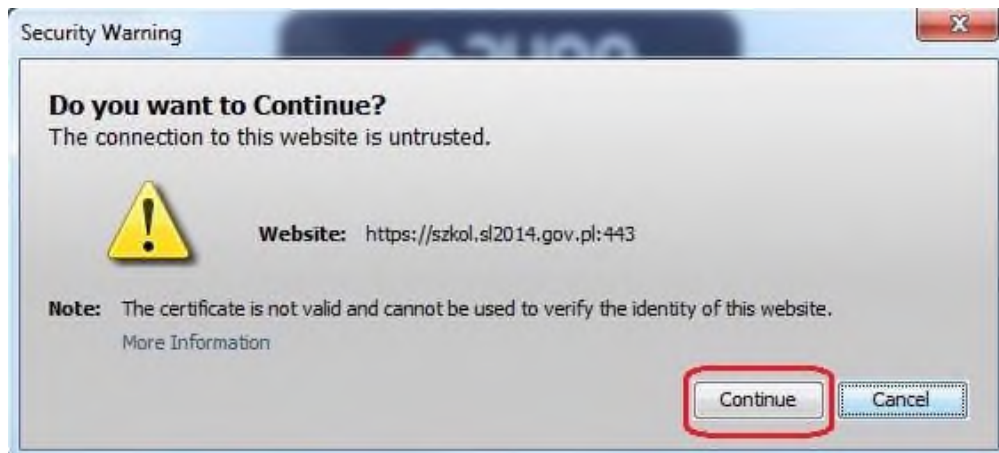 Security Warning
Do you want to Continue?
The connection to this website is untrusted.
Website: https://szkol.sl2014.gov.pl:443
Note: The certificate is not valid and cannot be used to verify the identity of this website.
More Information
Continue Cancel